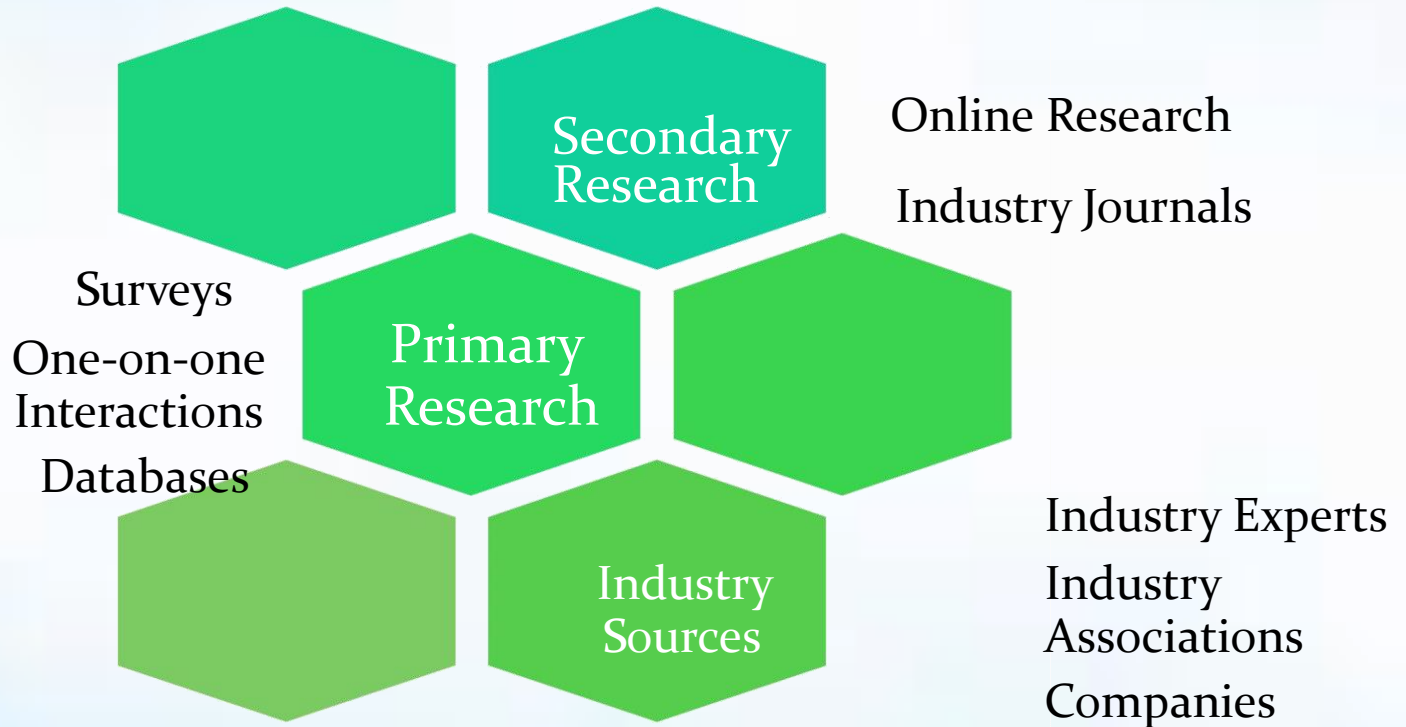 Secondary
Research
Online Research
Industry Journals
Surveys
One-on-one
Interactions
Databases
Primary
Research
Industry
Sources
Industry Experts
Industry
Associations
Companies